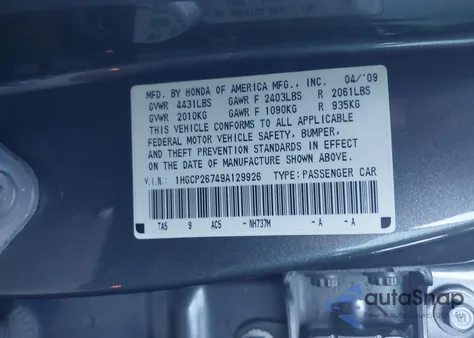 MFD. BY HONDA OF AMERICA MFG., INC. 04/'09
GVWR 4431LBS GAWR F 2403LBS R 2061LBS
GVWR 2010KG GAWR F 1090KG R 935KG
THIS VEHICLE CONFORMS TO ALL APPLICABLE
FEDERAL MOTOR VEHICLE SAFETY, BUMPER,
AND THEFT PREVENTION STANDARDS IN EFFECT
ON THE DATE OF MANUFACTURE SHOWN ABOVE.
V.I.N.: 1HGCP26749A129926 TYPE: PASSENGER CAR
TA5 9 AC5 - NH737M - A - A
autoSnap